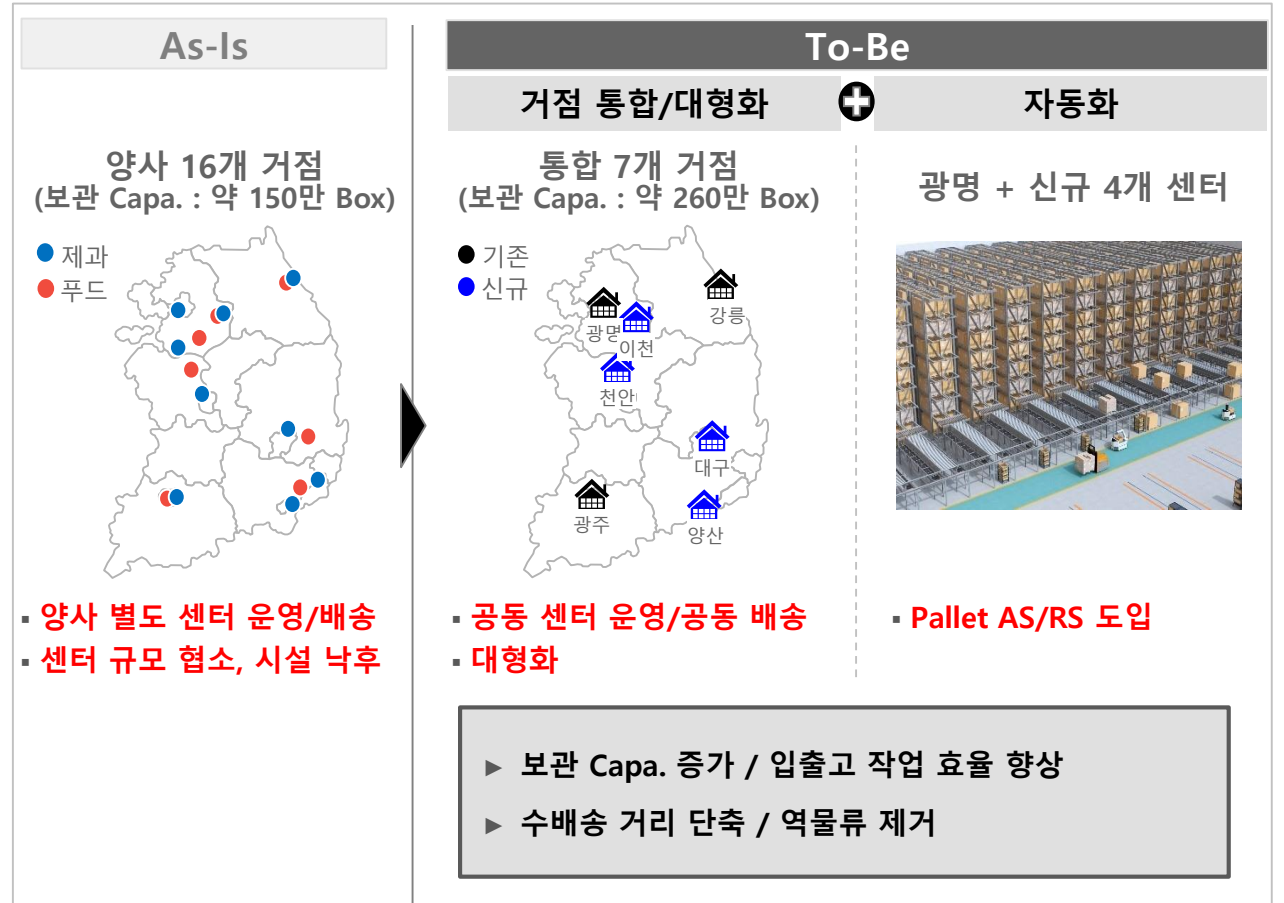 As-Is
양사 16개 거점
(보관 Capa. : 약 150만 Box)
제과
푸드
▪ 양사 별도 센터 운영/배송
▪ 센터 규모 협소, 시설 낙후
To-Be
거점 통합/대형화
자동화
통합 7개 거점
(보관 Capa. : 약 260만 Box)
기존
신규
강릉
광명
이천
천안
대구
광주
양산
▪ 공동 센터 운영/공동 배송
▪ 대형화
광명 + 신규 4개 센터
▪ Pallet AS/RS 도입
► 보관 Capa. 증가 / 입출고 작업 효율 향상
► 수배송 거리 단축 / 역물류 제거